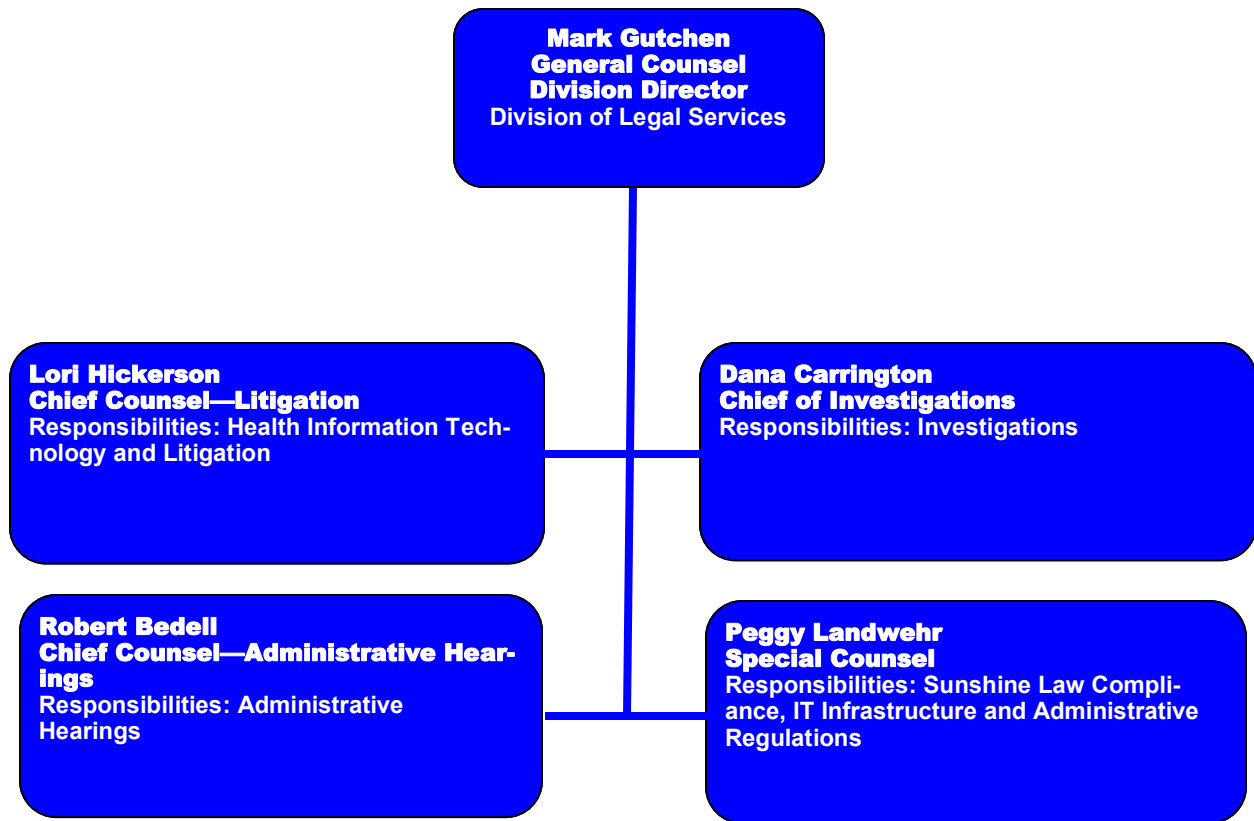 Mark Gutchen
General Counsel
Division Director
Division of Legal Services
Lori Hickerson
Chief Counsel—Litigation
Responsibilities: Health Information Tech-
nology and Litigation
Dana Carrington
Chief of Investigations
Responsibilities: Investigations
Robert Bedell
Chief Counsel—Administrative Hear-
ings
Responsibilities: Administrative
Hearings
Peggy Landwehr
Special Counsel
Responsibilities: Sunshine Law Compli-
ance, IT Infrastructure and Administrative
Regulations